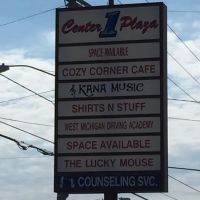 Center 1 Plaza
SPACE AVAILABLE
COZY CORNER CAFE
KANA MUSIC
SHIRTS N STUFF
WEST MICHIGAN DRIVING ACADEMY
SPACE AVAILABLE
THE LUCKY MOUSE
COUNSELING SVC.